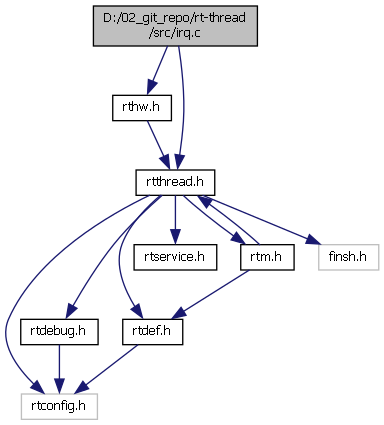 D:/02_git_repo/rt-thread
/src/irq.c
rthw.h
rtthread.h
rtservice.h
rtm.h
finsh.h
rtdebug.h
rtdef.h
rtconfig.h